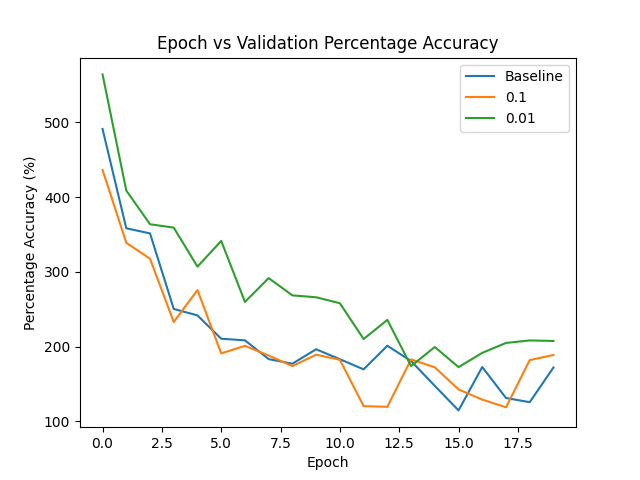 Epoch vs Validation Percentage Accuracy
Baseline
0.1
0.01
Percentage Accuracy (%)
500
400
300
200
100
0.0 2.5 5.0 7.5 10.0 12.5 15.0 17.5
Epoch